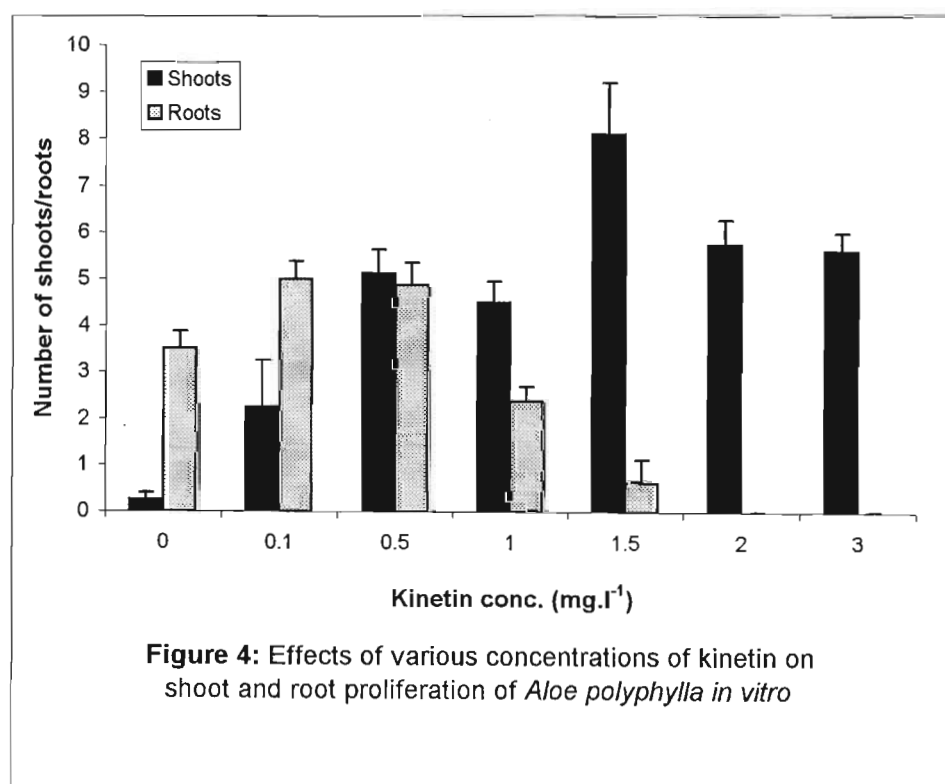 10
9
8
7
6
5
4
3
2
1
0
Number of shoots/roots
Shoots
Roots
0 0.1 0.5 1 1.5 2 3
Kinetin conc. (mg.l⁻¹)
Figure 4: Effects of various concentrations of kinetin on
shoot and root proliferation of Aloe polyphylla in vitro